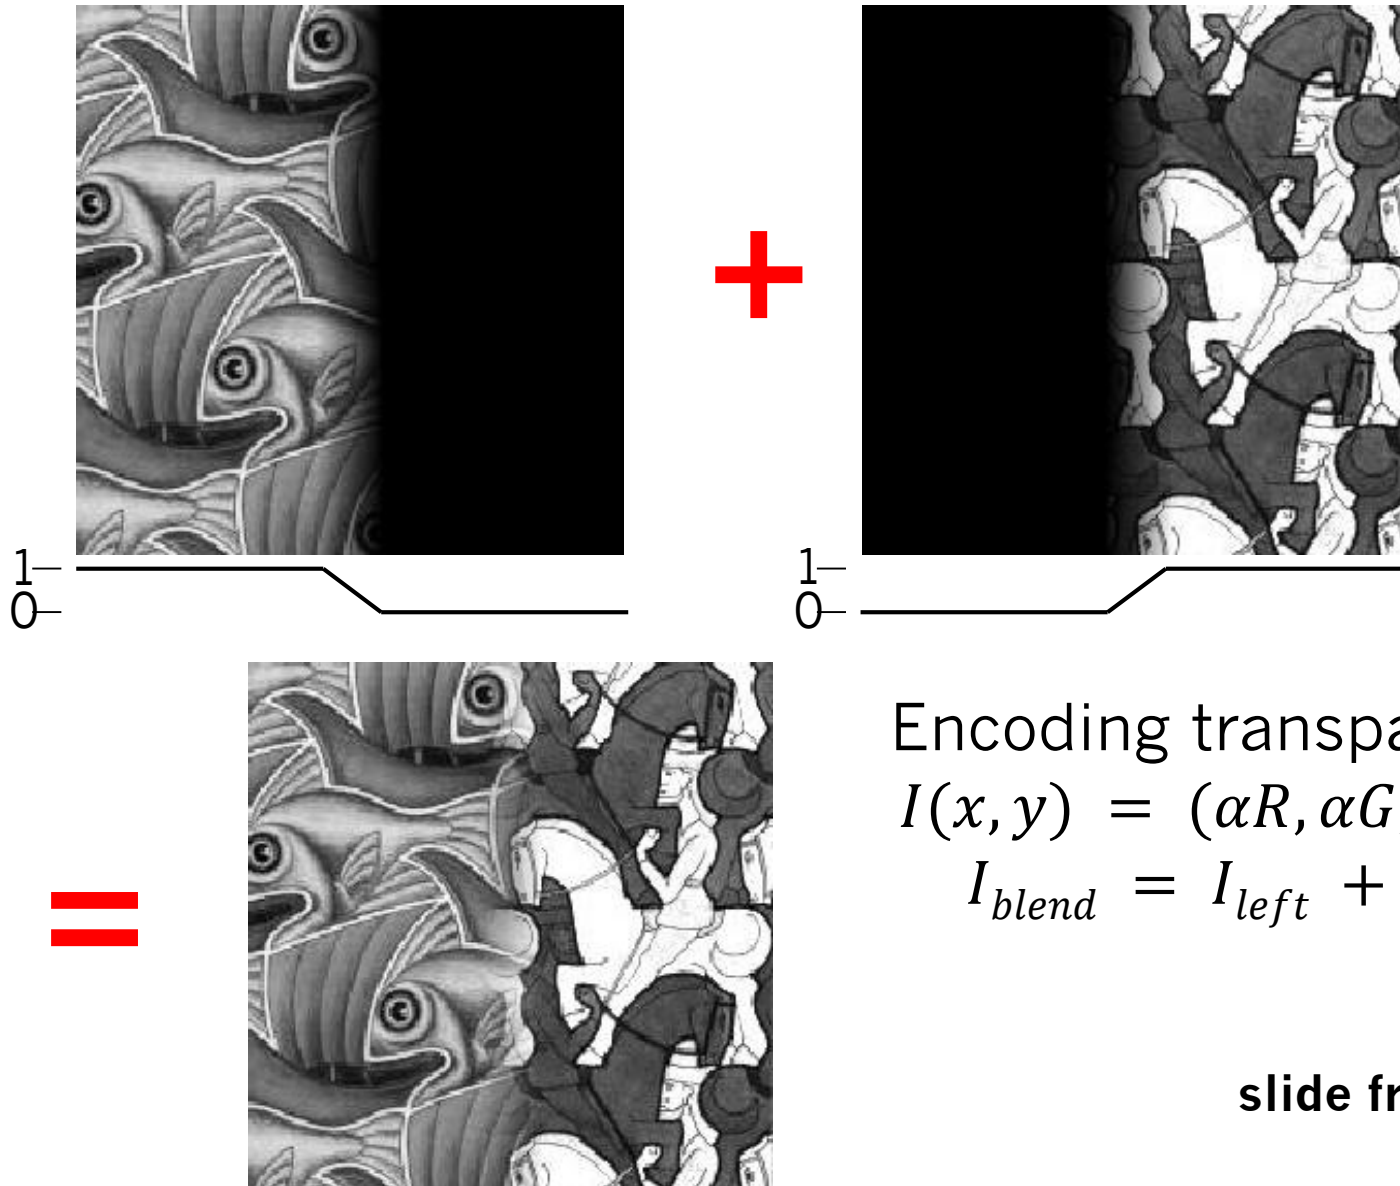 +
1 1
0 0
=
Encoding transpa
I(x, y) = (αR, αG
I_blend = I_left +
slide fr